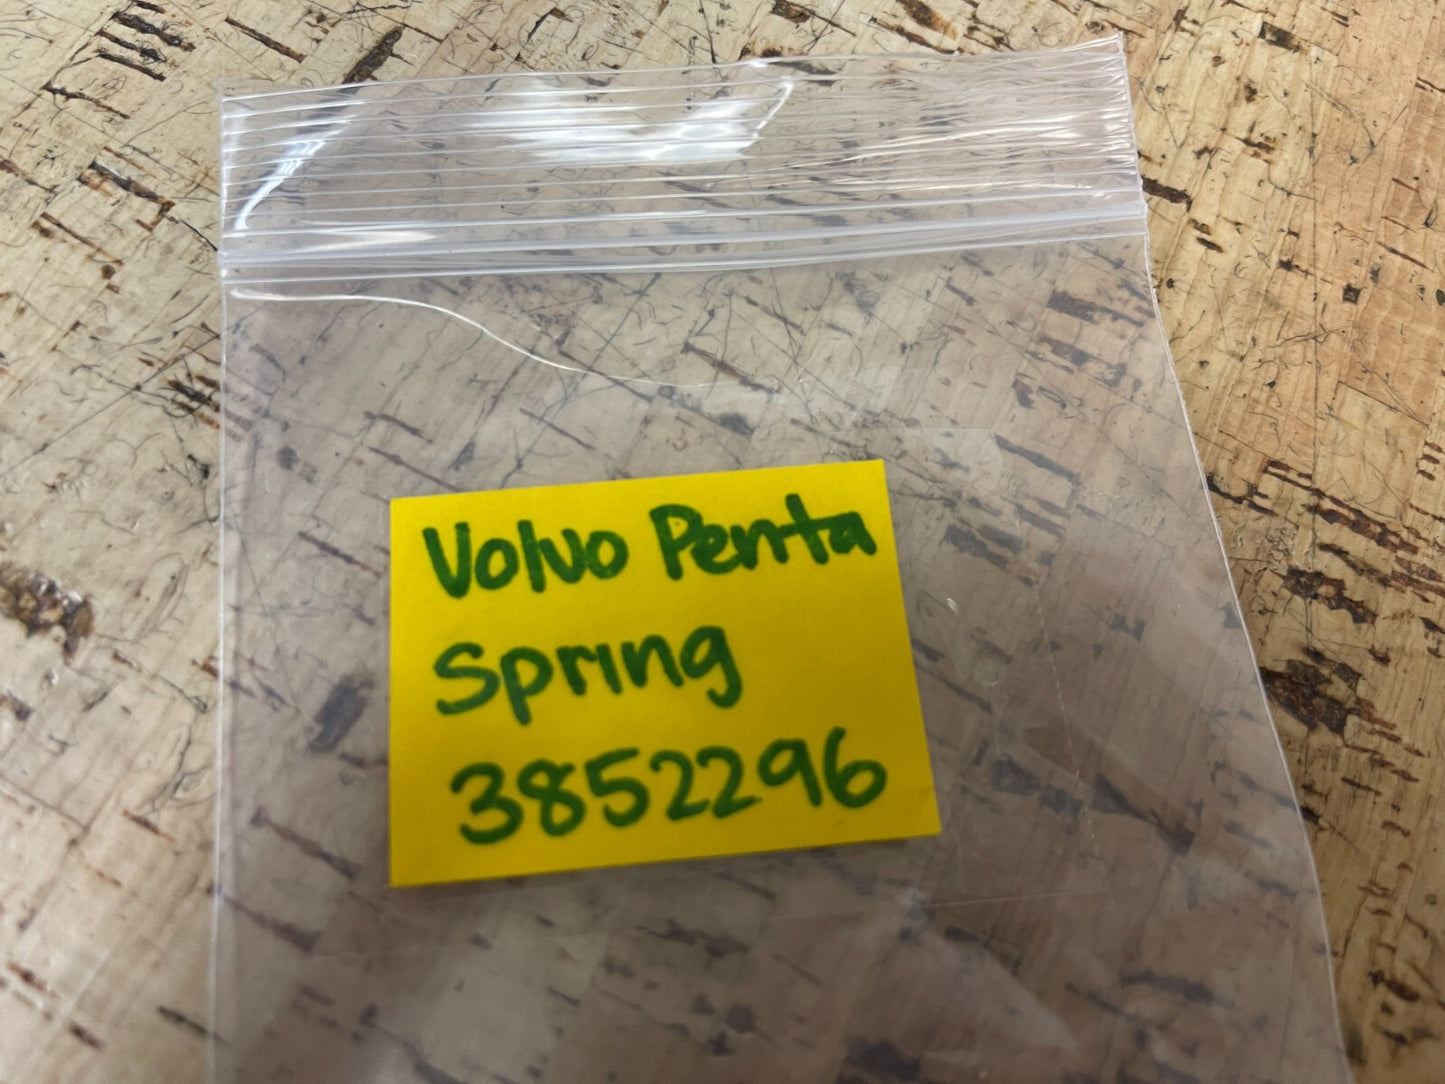 Volvo Penta
Spring
3852296